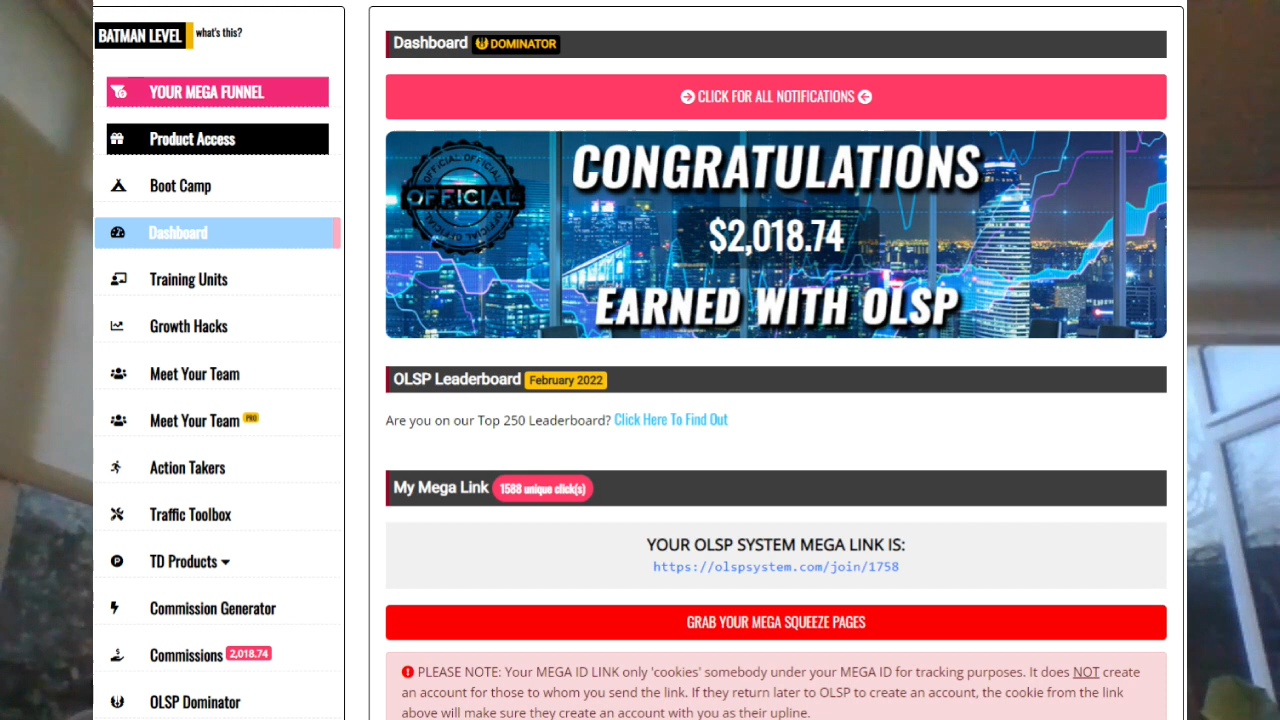 BATMAN LEVEL what's this?
YOUR MEGA FUNNEL
Product Access
Boot Camp
Dashboard
Training Units
Growth Hacks
Meet Your Team
Meet Your Team PRO
Action Takers
Traffic Toolbox
TD Products
Commission Generator
Commissions 2,018.74
OLSP Dominator
Dashboard DOMINATOR
CLICK FOR ALL NOTIFICATIONS
OFFICIAL
CONGRATULATIONS
$2,018.74
EARNED WITH OLSP
OLSP Leaderboard February 2022
Are you on our Top 250 Leaderboard? Click Here To Find Out
My Mega Link 1588 unique click(s)
YOUR OLSP SYSTEM MEGA LINK IS:
https://olspsystem.com/join/1758
GRAB YOUR MEGA SQUEEZE PAGES
PLEASE NOTE: Your MEGA ID LINK only 'cookies' somebody under your MEGA ID for tracking purposes. It does NOT create
an account for those to whom you send the link. If they return later to OLSP to create an account, the cookie from the link
above will make sure they create an account with you as their upline.